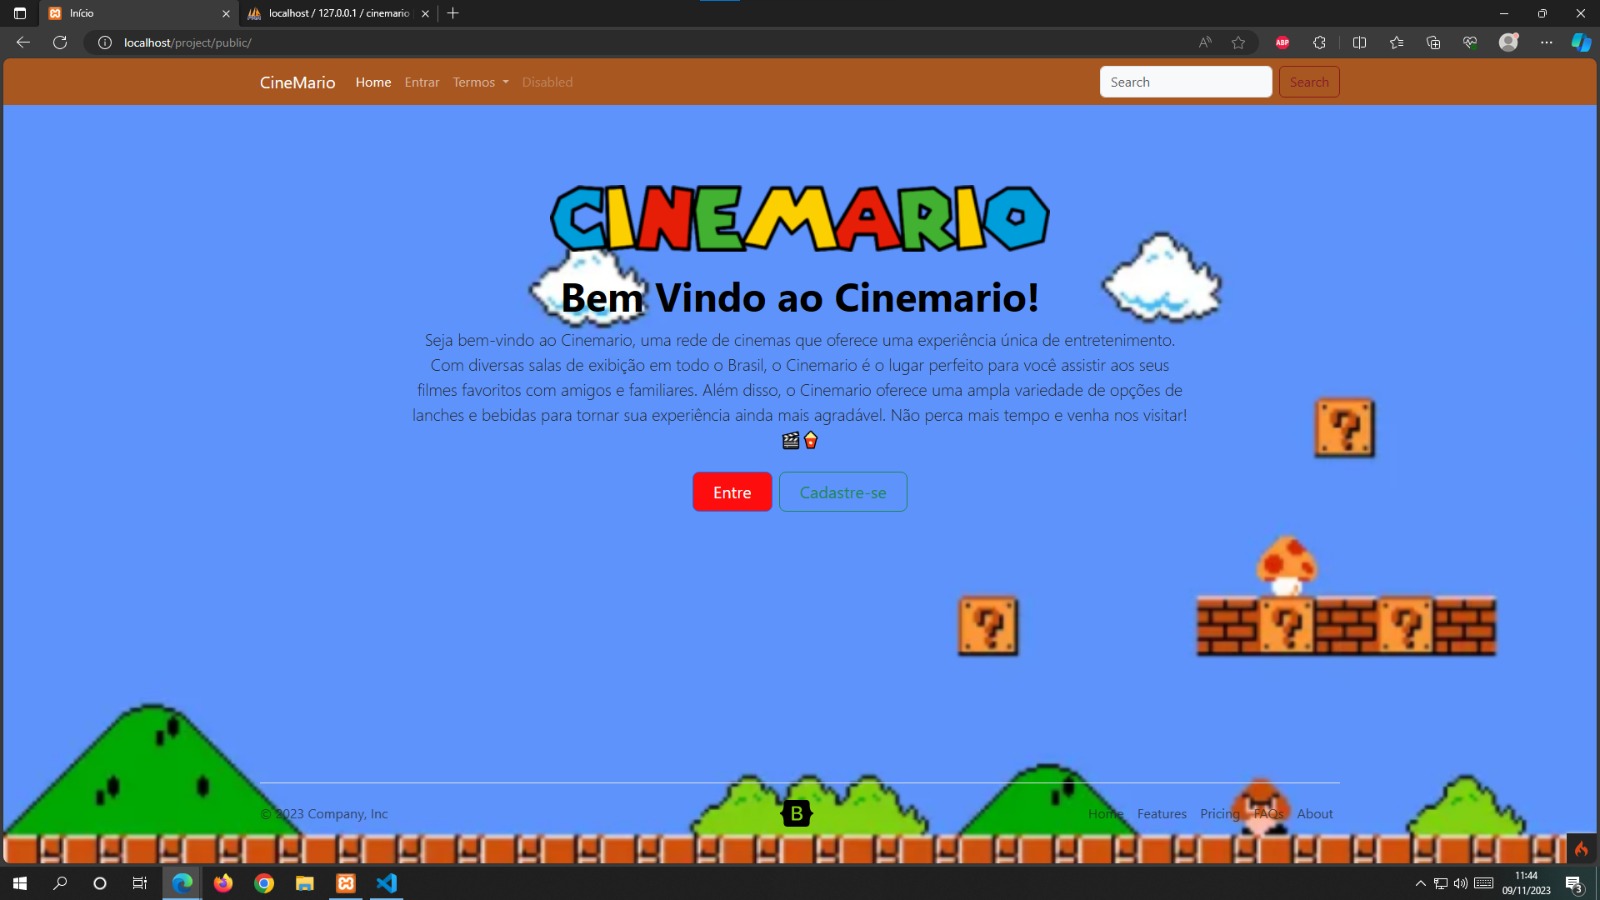 Início
localhost / 127.0.0.1 / cinemario
localhost/project/public/
ABP
CineMario
Home
Entrar
Termos
Disabled
Search
Search
CINEMARIO
Bem Vindo ao Cinemario!
Seja bem-vindo ao Cinemario, uma rede de cinemas que oferece uma experiência única de entretenimento.
Com diversas salas de exibição em todo o Brasil, o Cinemario é o lugar perfeito para você assistir aos seus
filmes favoritos com amigos e familiares. Além disso, o Cinemario oferece uma ampla variedade de opções de
lanches e bebidas para tornar sua experiência ainda mais agradável. Não perca mais tempo e venha nos visitar!
🎬🍿
Entre
Cadastre-se
?
?
?
?
© 2023 Company, Inc
B
Home
Features
Pricing
FAQs
About
11:44
09/11/2023
3